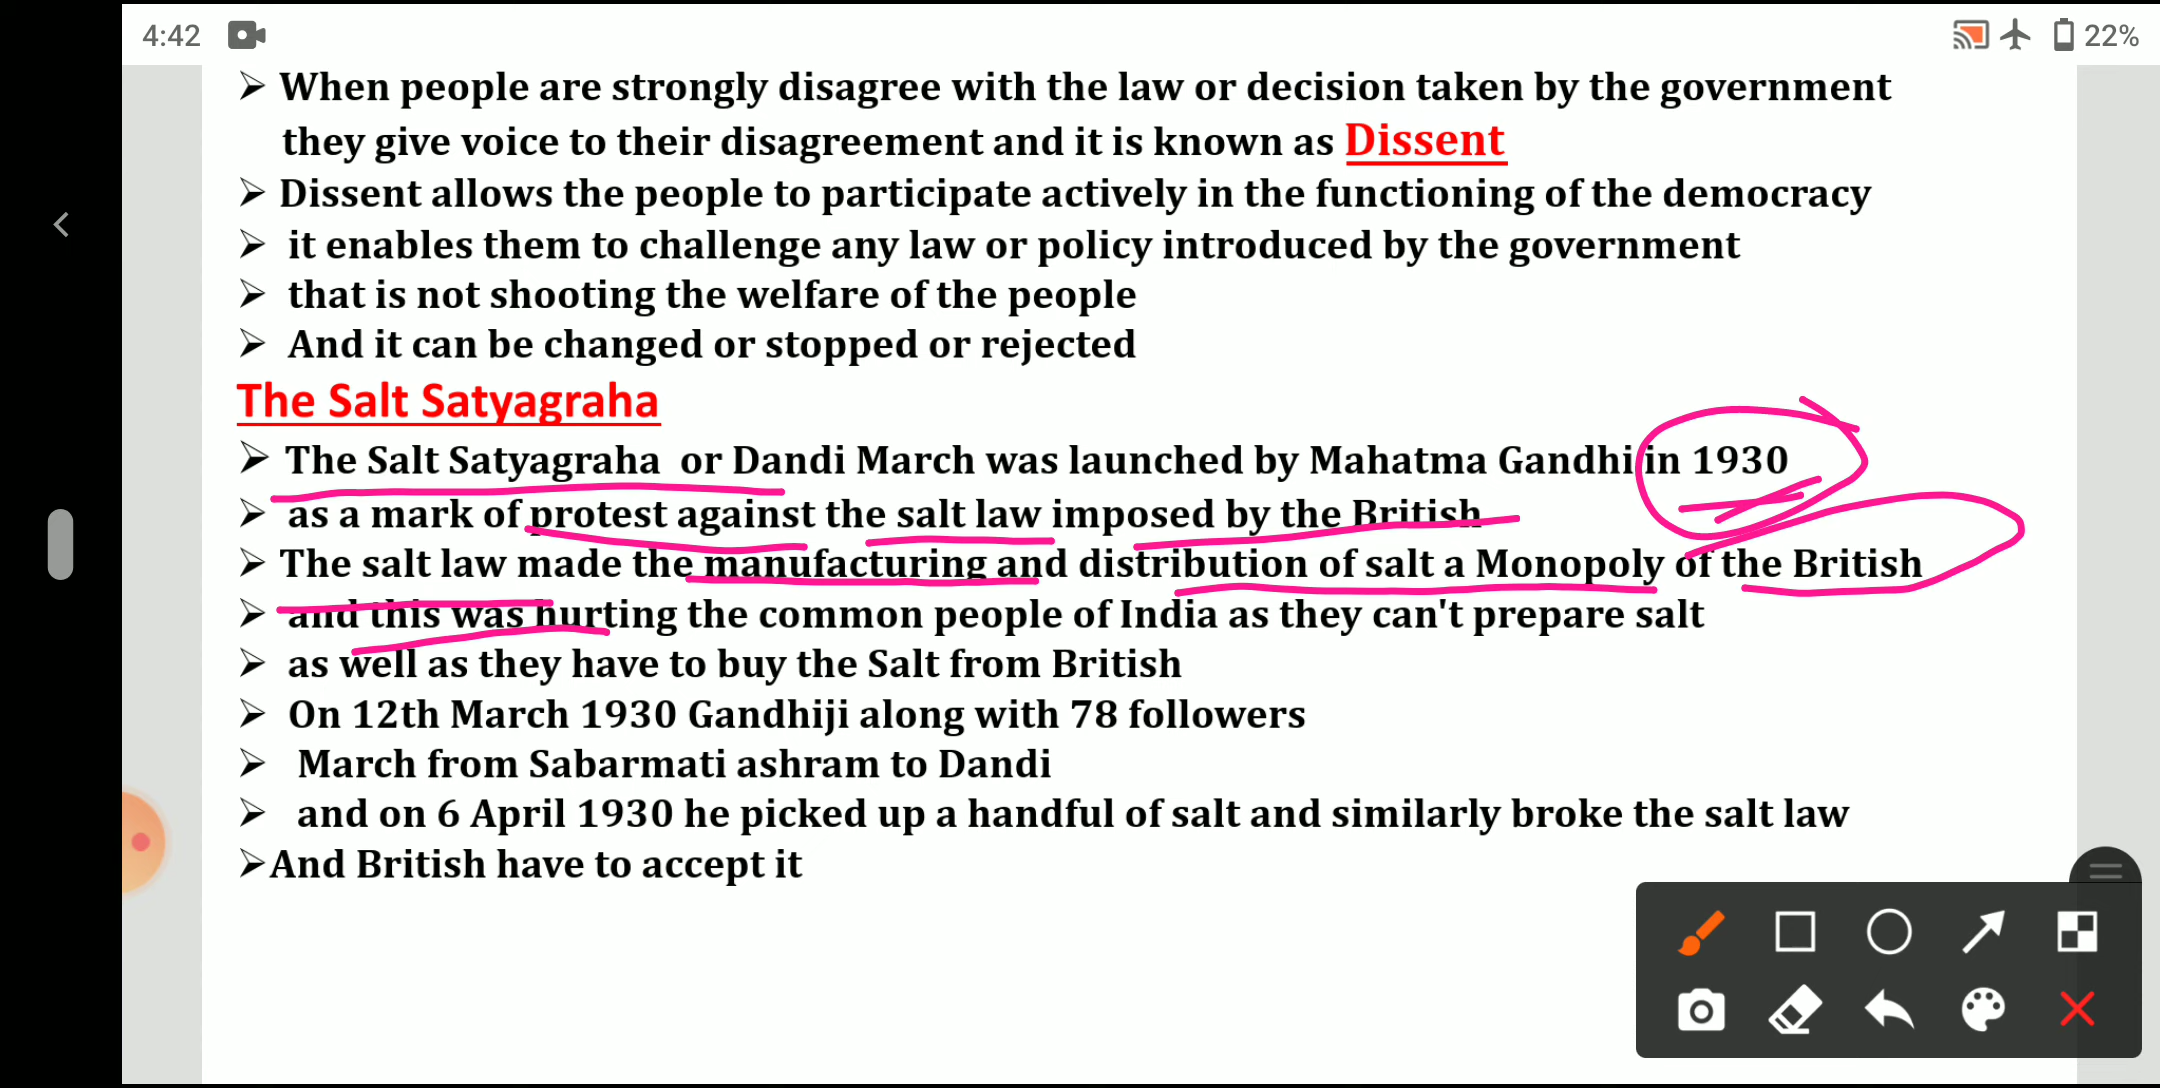 4:42
22%
➢ When people are strongly disagree with the law or decision taken by the government
they give voice to their disagreement and it is known as Dissent
➢ Dissent allows the people to participate actively in the functioning of the democracy
➢ it enables them to challenge any law or policy introduced by the government
➢ that is not shooting the welfare of the people
➢ And it can be changed or stopped or rejected
The Salt Satyagraha
➢ The Salt Satyagraha or Dandi March was launched by Mahatma Gandhi in 1930
➢ as a mark of protest against the salt law imposed by the British
➢ The salt law made the manufacturing and distribution of salt a Monopoly of the British
➢ and this was hurting the common people of India as they can't prepare salt
➢ as well as they have to buy the Salt from British
➢ On 12th March 1930 Gandhiji along with 78 followers
➢ March from Sabarmati ashram to Dandi
➢ and on 6 April 1930 he picked up a handful of salt and similarly broke the salt law
➢ And British have to accept it